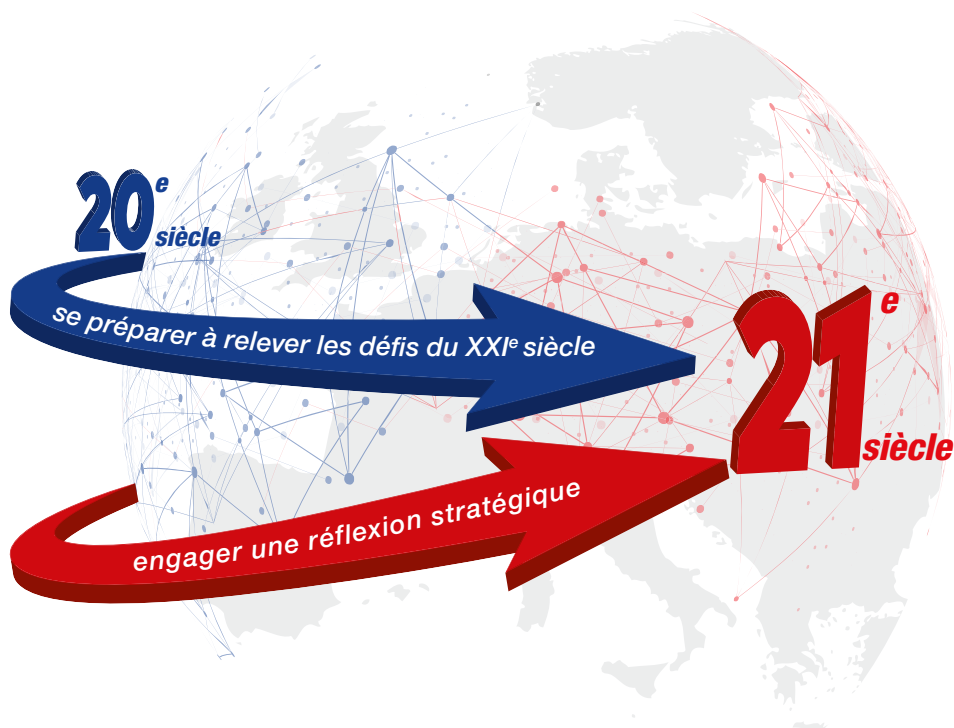 20e
siècle
se préparer à relever les défis du XXIe siècle
21e
siècle
engager une réflexion stratégique